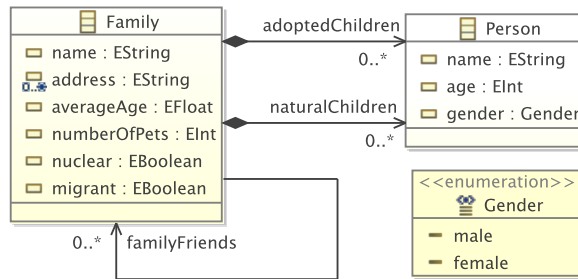 Family
name : EString
address : EString
0..*
averageAge : EFloat
numberOfPets : EInt
nuclear : EBoolean
migrant : EBoolean
adoptedChildren
0..*
naturalChildren
0..*
0..*
familyFriends
Person
name : EString
age : EInt
gender : Gender
<<enumeration>>
Gender
male
female